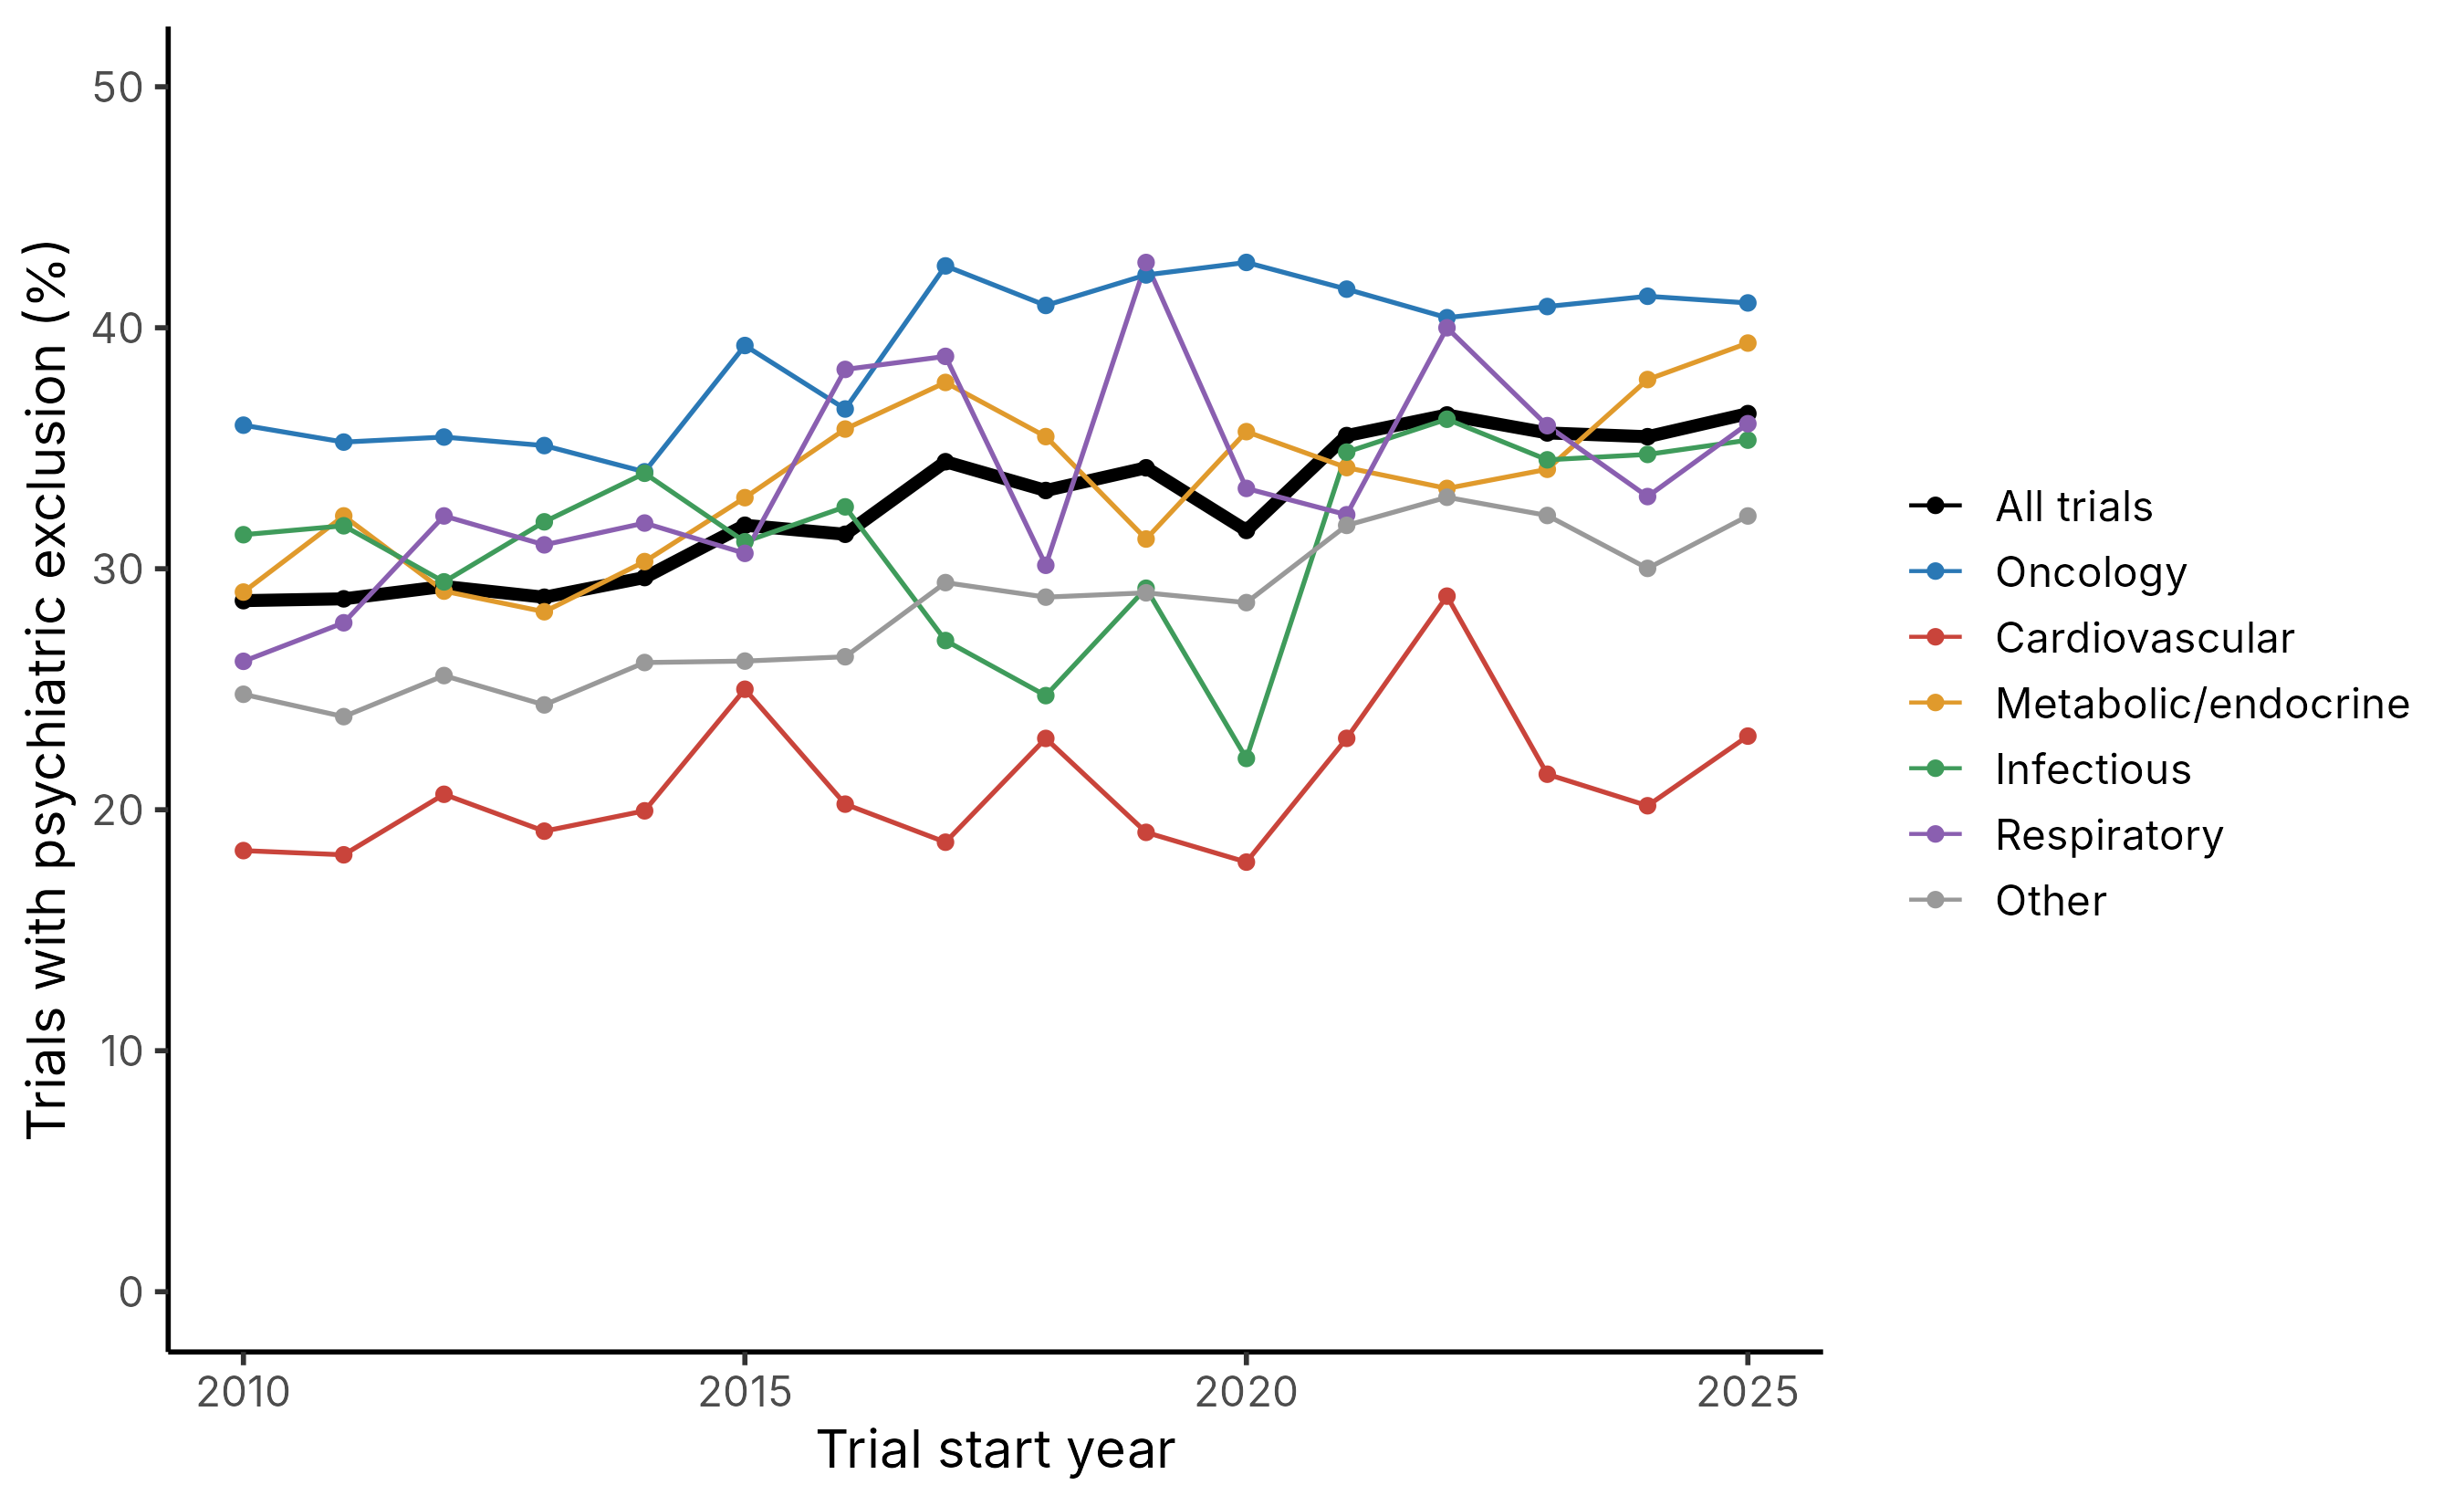 Trials with psychiatric exclusion (%)
50
40
30
20
10
0
2010
2015
2020
2025
Trial start year
All trials
Oncology
Cardiovascular
Metabolic/endocrine
Infectious
Respiratory
Other